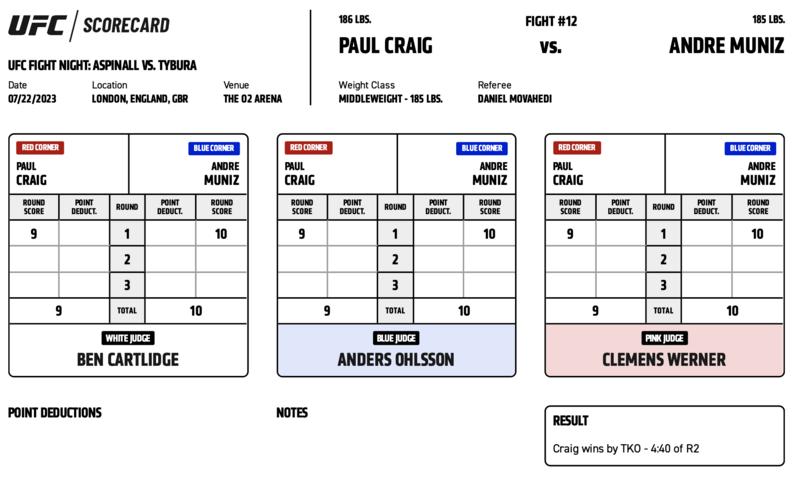 UFC SCORECARD
UFC FIGHT NIGHT: ASPINALL VS. TYBURA
Date Location Venue
07/22/2023 LONDON, ENGLAND, GBR THE O2 ARENA
186 LBS. FIGHT #12 185 LBS.
PAUL CRAIG VS. ANDRE MUNIZ
Weight Class Referee
MIDDLEWEIGHT - 185 LBS. DANIEL MOVAHEDI
RED CORNER BLUE CORNER
PAUL ANDRE
CRAIG MUNIZ
ROUND POINT ROUND POINT ROUND
SCORE DEDUCT. DEDUCT. SCORE
9 1 10
2
3
9 TOTAL 10
WHITE JUDGE
BEN CARTLIDGE
RED CORNER BLUE CORNER
PAUL ANDRE
CRAIG MUNIZ
ROUND POINT ROUND POINT ROUND
SCORE DEDUCT. DEDUCT. SCORE
9 1 10
2
3
9 TOTAL 10
BLUE JUDGE
ANDERS OHLSSON
RED CORNER BLUE CORNER
PAUL ANDRE
CRAIG MUNIZ
ROUND POINT ROUND POINT ROUND
SCORE DEDUCT. DEDUCT. SCORE
9 1 10
2
3
9 TOTAL 10
PINK JUDGE
CLEMENS WERNER
POINT DEDUCTIONS
NOTES
RESULT
Craig wins by TKO - 4:40 of R2